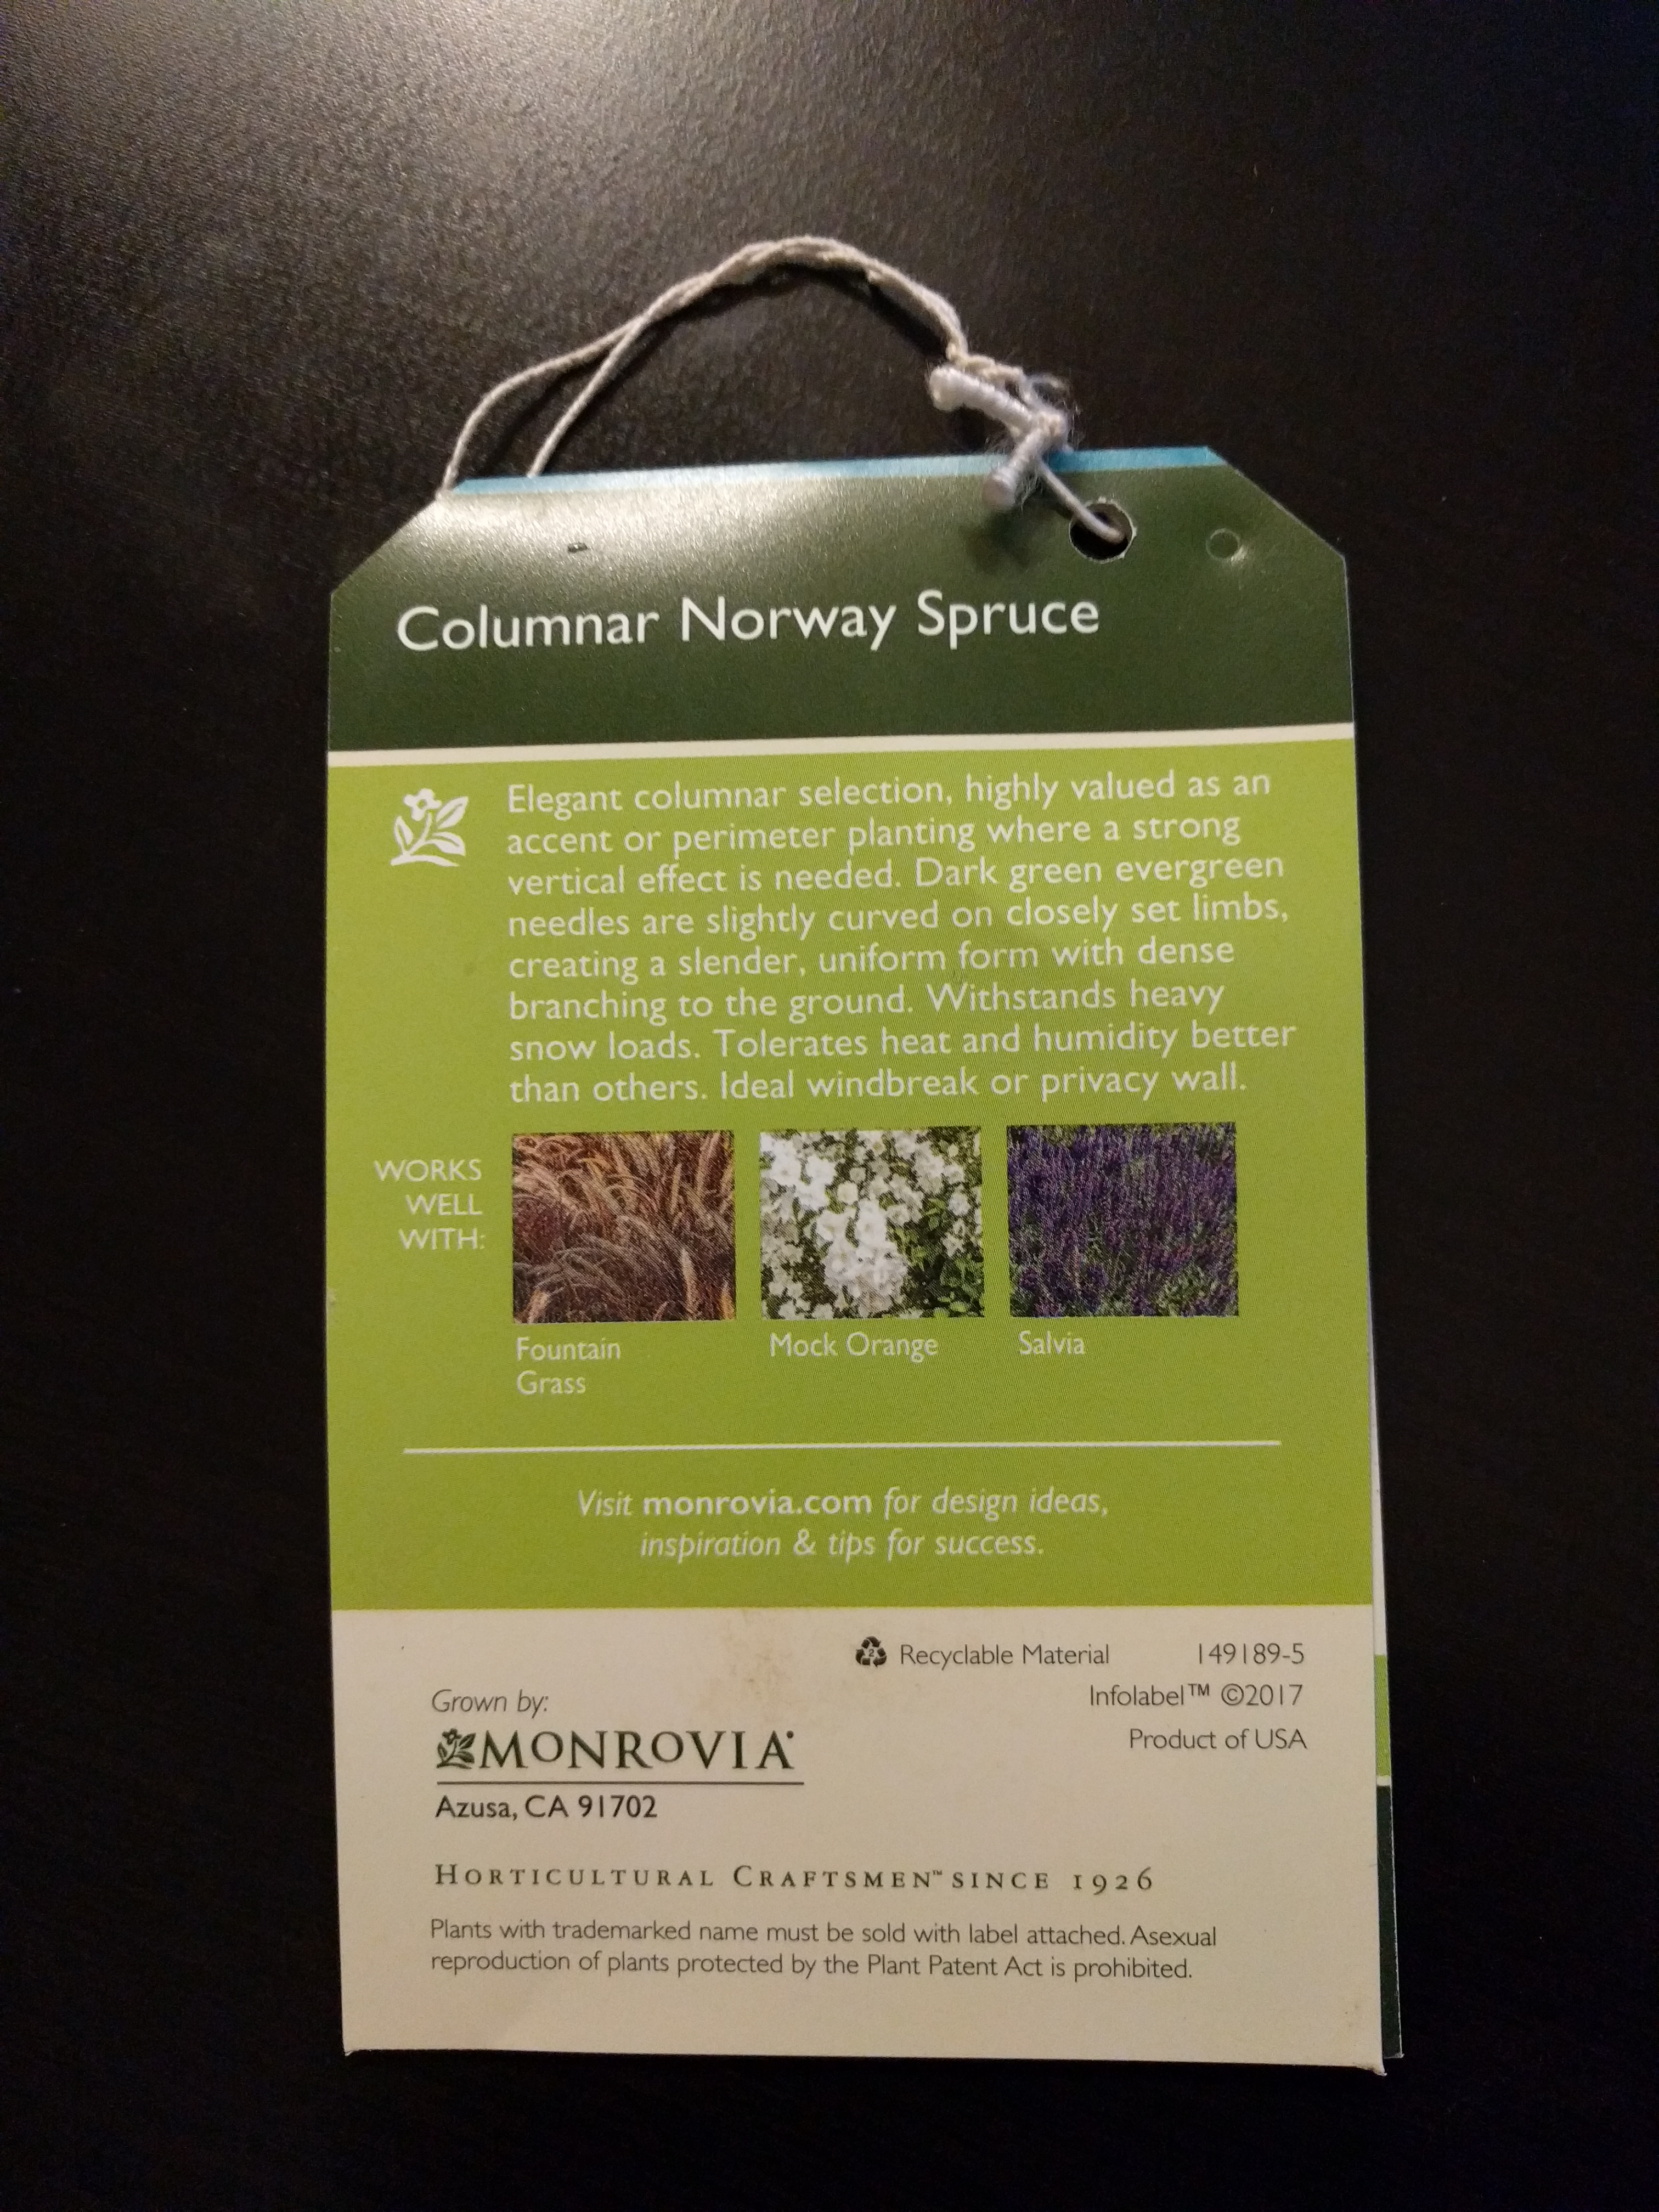 Columnar Norway Spruce
Elegant columnar selection, highly valued as an
accent or perimeter planting where a strong
vertical effect is needed. Dark green evergreen
needles are slightly curved on closely set limbs,
creating a slender, uniform form with dense
branching to the ground. Withstands heavy
snow loads. Tolerates heat and humidity better
than others. Ideal windbreak or privacy wall.
WORKS
WELL
WITH:
Fountain
Grass
Mock Orange
Salvia
Visit monrovia.com for design ideas,
inspiration & tips for success.
2 Recyclable Material 149189-5
Infolabel™ ©2017
Product of USA
Grown by:
MONROVIA®
Azusa, CA 91702
HORTICULTURAL CRAFTSMEN™ SINCE 1926
Plants with trademarked name must be sold with label attached. Asexual
reproduction of plants protected by the Plant Patent Act is prohibited.